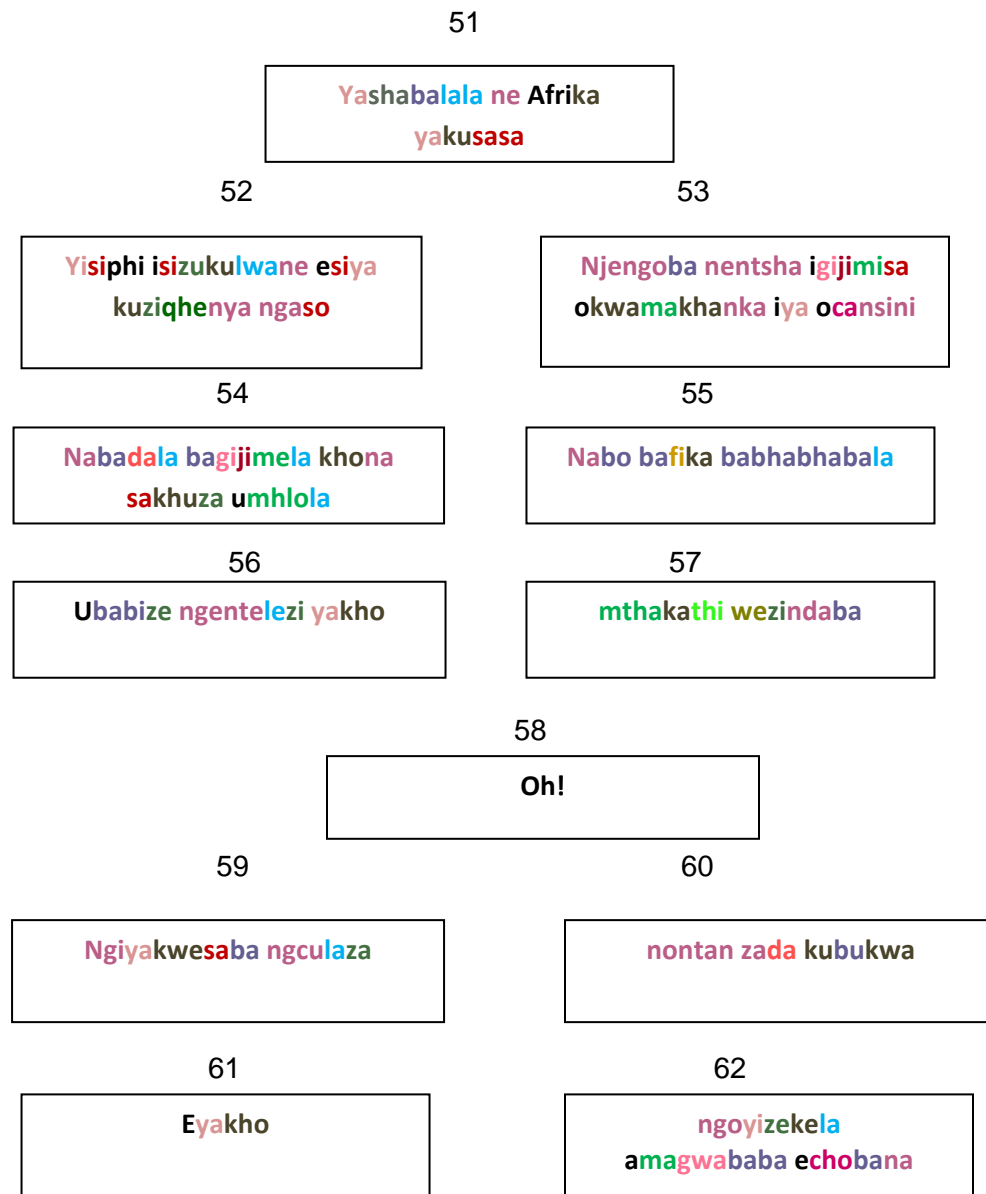 51
Yashabalala ne Afrika
yakusasa
52
53
Yisiphi isizukulwane esiya
kuziqhenya ngaso
Njengoba nentsha igijimisa
okwamakhanka iya ocansini
54
55
Nabadala bagijimela khona
sakhuza umhlola
Nabo bafika babhabhabala
56
57
Ubabize ngentelezi yakho
mthakathi wezindaba
58
Oh!
59
60
Ngiyakwesaba ngculaza
nontan zada kubukwa
61
62
Eyakho
ngoyizekela
amagwababa echobana